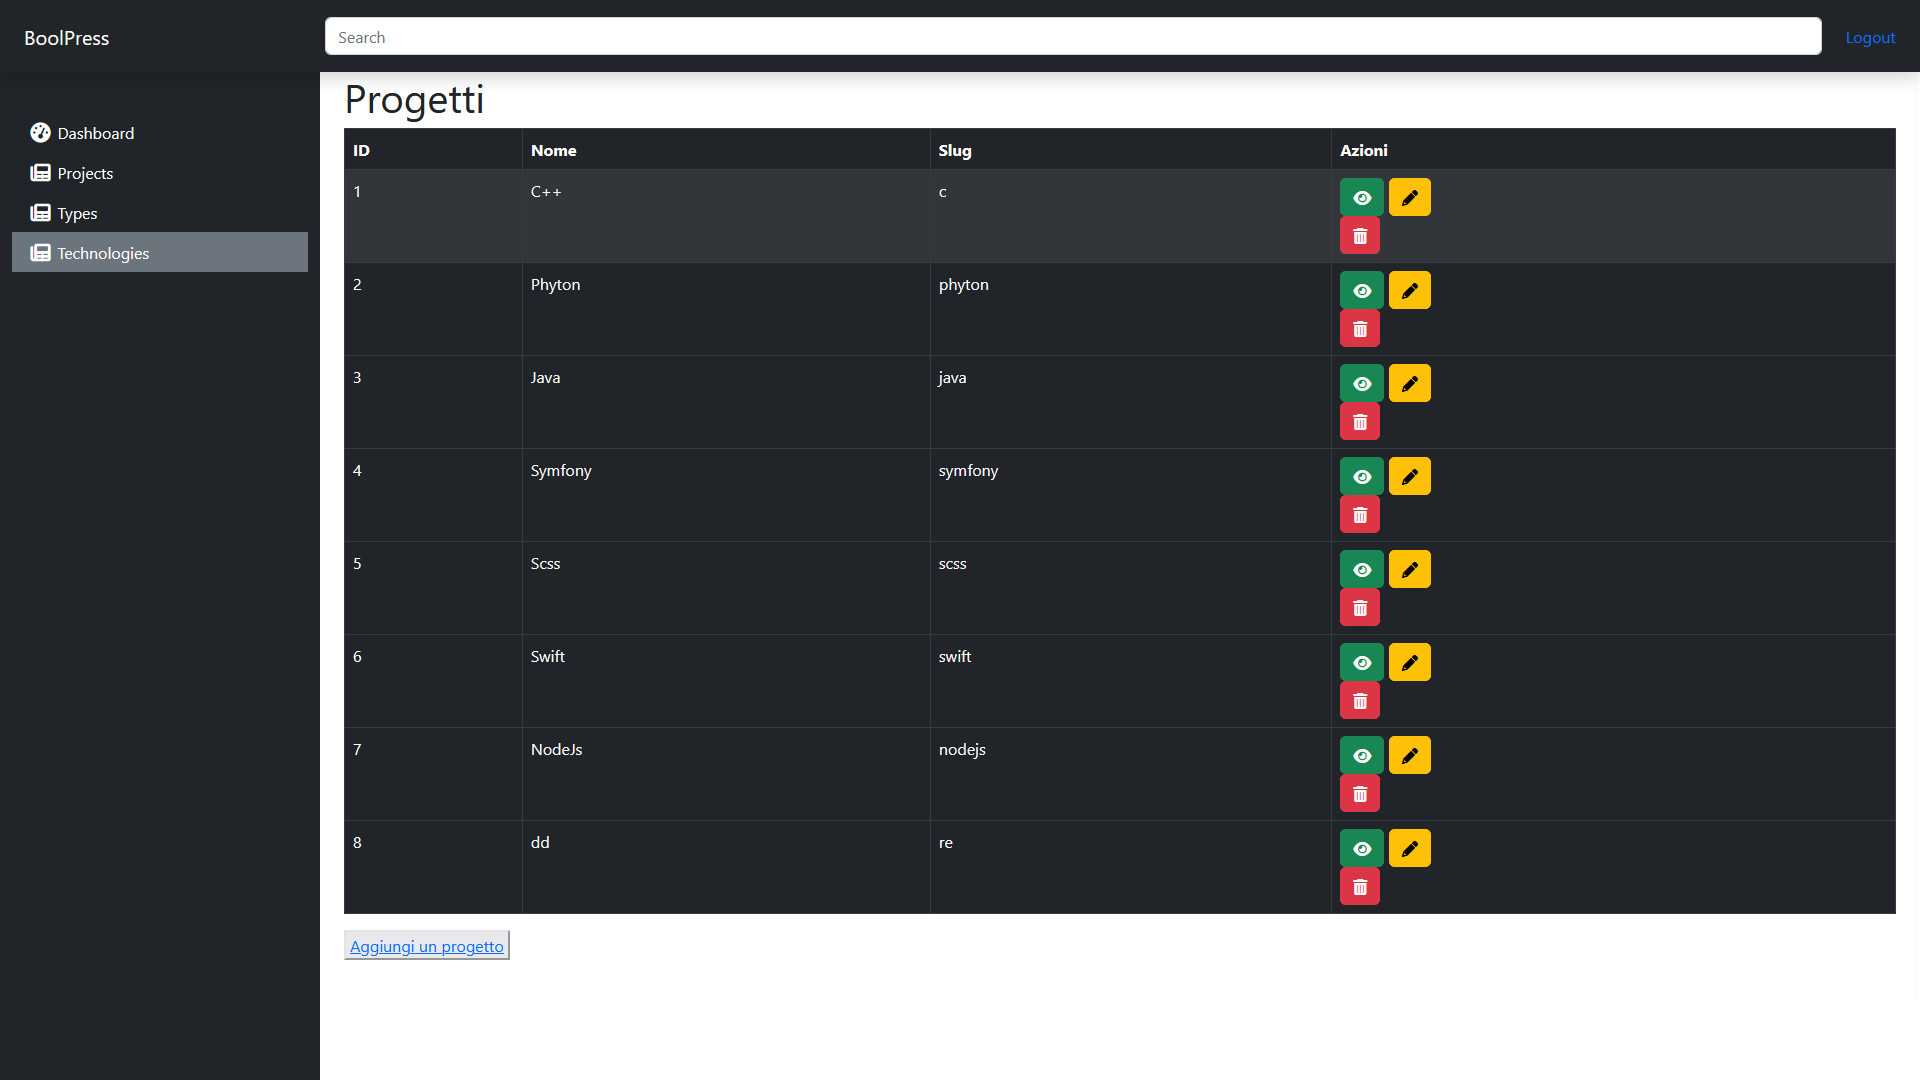 BoolPress
Search
Logout
Dashboard
Projects
Types
Technologies
Progetti
ID Nome Slug Azioni
1 C++ c
2 Phyton phyton
3 Java java
4 Symfony symfony
5 Scss scss
6 Swift swift
7 NodeJs nodejs
8 dd re
Aggiungi un progetto